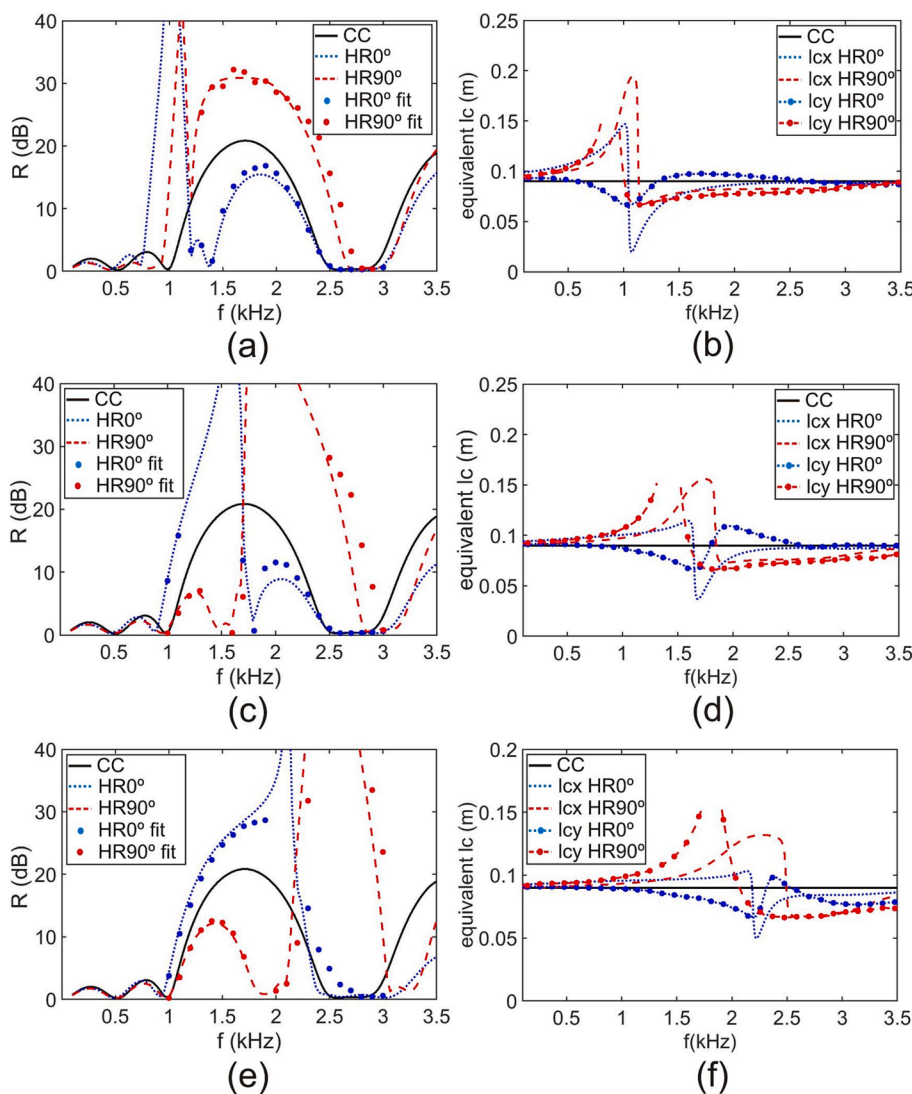 40
30
20
10
0
R (dB)
CC
HR0º
HR90º
HR0º fit
HR90º fit
0.5 1 1.5 2 2.5 3 3.5
f (kHz)
(a)
0.25
0.2
0.15
0.1
0.05
0
equivalent lc (m)
CC
lcx HR0º
lcx HR90º
lcy HR0º
lcy HR90º
0.5 1 1.5 2 2.5 3 3.5
f(kHz)
(b)
40
30
20
10
0
R (dB)
CC
HR0º
HR90º
HR0º fit
HR90º fit
0.5 1 1.5 2 2.5 3 3.5
f (kHz)
(c)
0.25
0.2
0.15
0.1
0.05
0
equivalent lc (m)
CC
lcx HR0º
lcx HR90º
lcy HR0º
lcy HR90º
0.5 1 1.5 2 2.5 3 3.5
f(kHz)
(d)
40
30
20
10
0
R (dB)
CC
HR0º
HR90º
HR0º fit
HR90º fit
0.5 1 1.5 2 2.5 3 3.5
f (kHz)
(e)
0.2
0.15
0.1
0.05
0
equivalent lc (m)
CC
lcx HR0º
lcx HR90º
lcy HR0º
lcy HR90º
0.5 1 1.5 2 2.5 3 3.5
f(kHz)
(f)